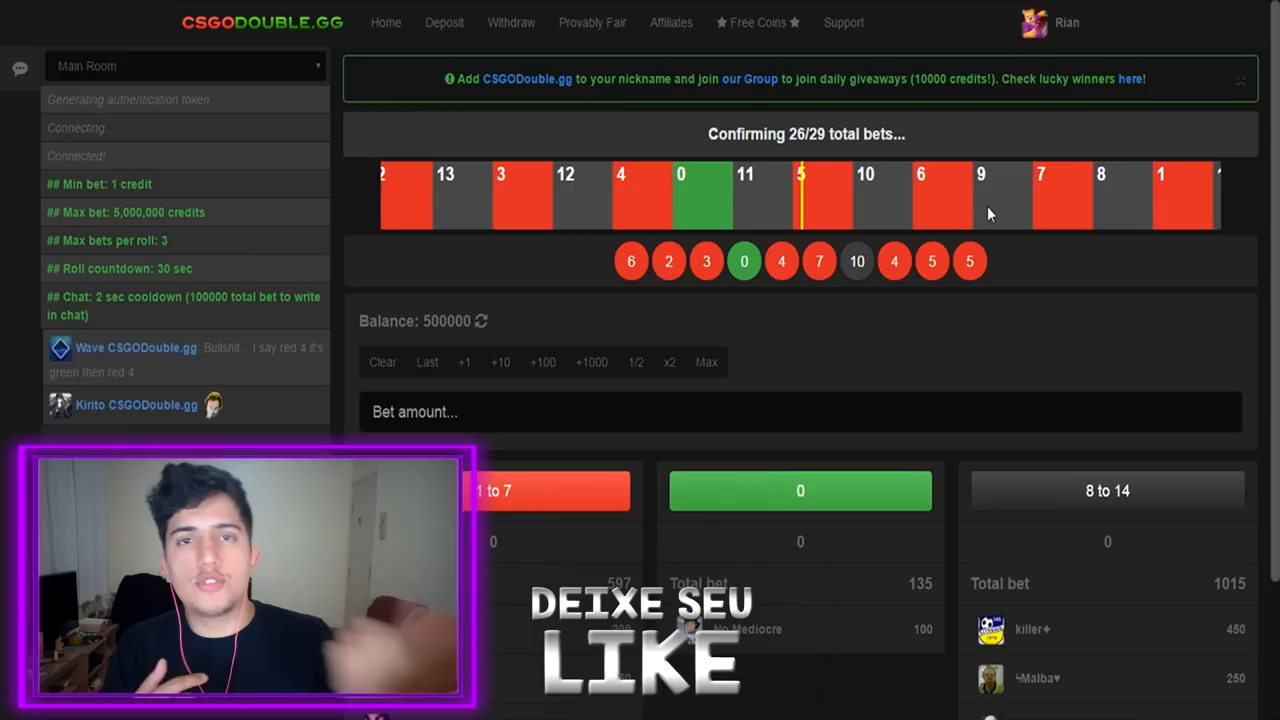 CSGODOUBLE.GG
Home Deposit Withdraw Provably Fair Affiliates ★ Free Coins ★ Support
Rian
Main Room
Generating authentication token...
Connecting...
Connected!
## Min bet: 1 credit
## Max bet: 5,000,000 credits
## Max bets per roll: 3
## Roll countdown: 30 sec
## Chat: 2 sec cooldown (100000 total bet to write
in chat)
Wave CSGODouble.gg Bullshit... I say red 4 it's
green then red 4
Kirito CSGODouble.gg
Add CSGODouble.gg to your nickname and join our Group to join daily giveaways (10000 credits!). Check lucky winners here!
Confirming 26/29 total bets...
2 13 3 12 4 0 11 5 10 6 9 7 8 1
6 2 3 0 4 7 10 4 5 5
Balance: 500000
Clear Last +1 +10 +100 +1000 1/2 x2 Max
Bet amount...
1 to 7 0 8 to 14
0 0 0
597 Total bet 135 Total bet 1015
No Mediocre 100 killer 450
Malba♥ 250
DEIXE SEU
LIKE